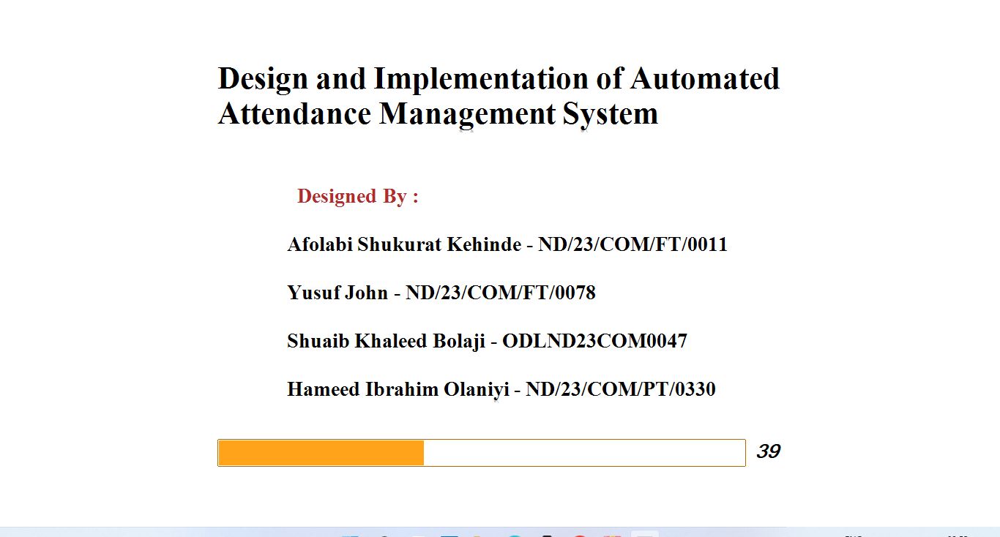 Design and Implementation of Automated
Attendance Management System
Designed By :
Afolabi Shukurat Kehinde - ND/23/COM/FT/0011
Yusuf John - ND/23/COM/FT/0078
Shuaib Khaleed Bolaji - ODLND23COM0047
Hameed Ibrahim Olaniyi - ND/23/COM/PT/0330
39